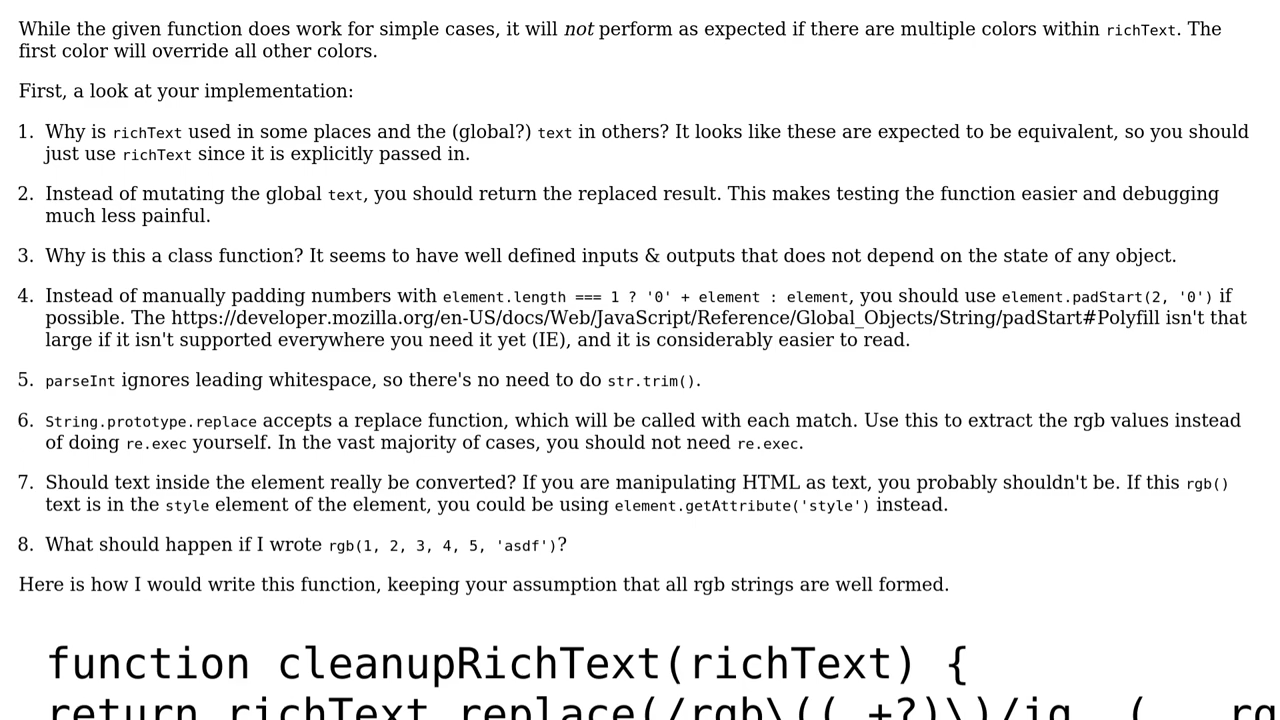 While the given function does work for simple cases, it will not perform as expected if there are multiple colors within richText. The
first color will override all other colors.
First, a look at your implementation:
1. Why is richText used in some places and the (global?) text in others? It looks like these are expected to be equivalent, so you should
just use richText since it is explicitly passed in.
2. Instead of mutating the global text, you should return the replaced result. This makes testing the function easier and debugging
much less painful.
3. Why is this a class function? It seems to have well defined inputs & outputs that does not depend on the state of any object.
4. Instead of manually padding numbers with element.length === 1 ? '0' + element : element, you should use element.padStart(2, '0') if
possible. The https://developer.mozilla.org/en-US/docs/Web/JavaScript/Reference/Global_Objects/String/padStart#Polyfill isn't that
large if it isn't supported everywhere you need it yet (IE), and it is considerably easier to read.
5. parseInt ignores leading whitespace, so there's no need to do str.trim().
6. String.prototype.replace accepts a replace function, which will be called with each match. Use this to extract the rgb values instead
of doing re.exec yourself. In the vast majority of cases, you should not need re.exec.
7. Should text inside the element really be converted? If you are manipulating HTML as text, you probably shouldn't be. If this rgb()
text is in the style element of the element, you could be using element.getAttribute('style') instead.
8. What should happen if I wrote rgb(1, 2, 3, 4, 5, 'asdf')?
Here is how I would write this function, keeping your assumption that all rgb strings are well formed.
function cleanupRichText(richText) {
return richText